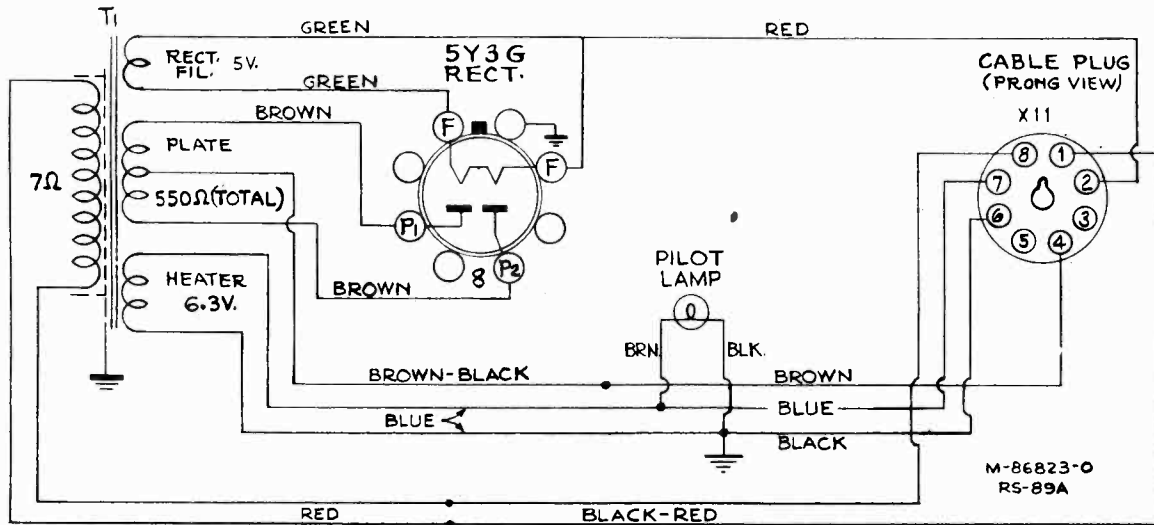 T1
GREEN
RED
RECT. FIL. 5V.
5Y3G
RECT.
CABLE PLUG
(PRONG VIEW)
X11
GREEN
BROWN
F
F
PLATE
7Ω
550Ω(TOTAL)
P1
P2
8
8
1
7
2
6
3
5
4
HEATER
6.3V.
BROWN
PILOT
LAMP
BRN.
BLK.
BROWN-BLACK
BROWN
BLUE
BLUE
BLACK
M-86823-0
RS-89A
RED
BLACK-RED